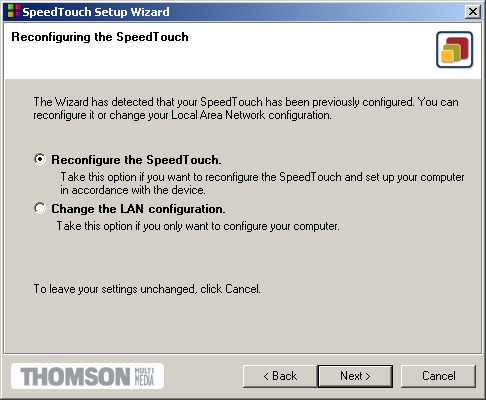 SpeedTouch Setup Wizard
Reconfiguring the SpeedTouch
The Wizard has detected that your SpeedTouch has been previously configured. You can
reconfigure it or change your Local Area Network configuration.
Reconfigure the SpeedTouch.
Take this option if you want to reconfigure the SpeedTouch and set up your computer
in accordance with the device.
Change the LAN configuration.
Take this option if you only want to configure your computer.
To leave your settings unchanged, click Cancel.
THOMSON MULTI
MEDIA
< Back Next > Cancel